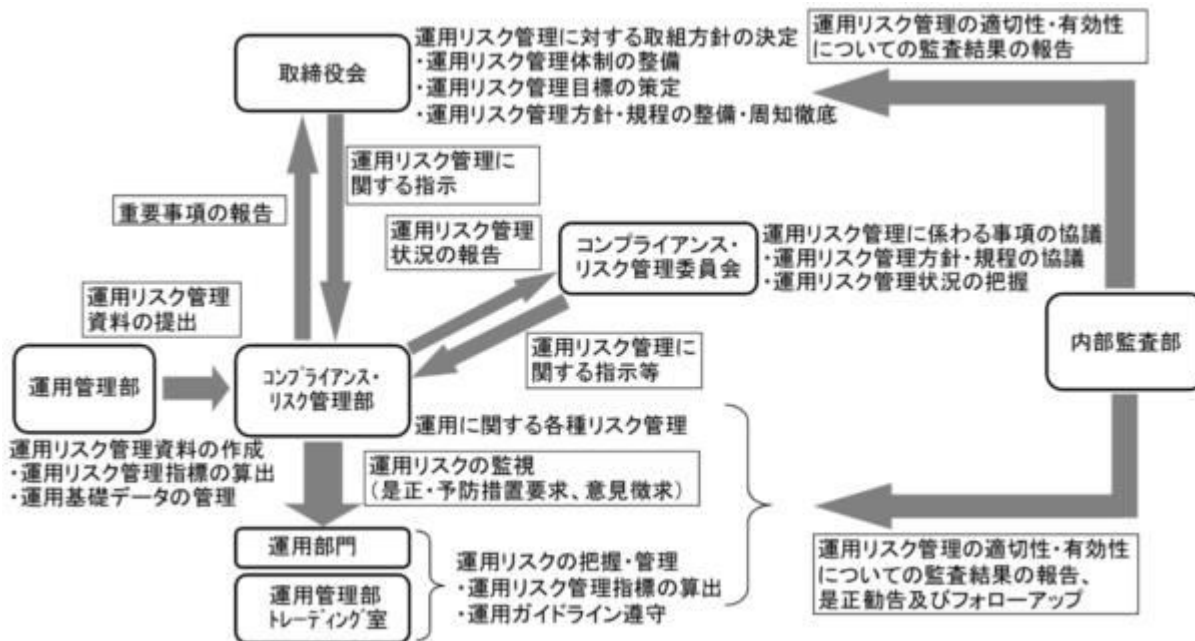 取締役会
運用リスク管理に対する取組方針の決定
・運用リスク管理体制の整備
・運用リスク管理目標の策定
・運用リスク管理方針・規程の整備・周知徹底
運用リスク管理の適切性・有効性
についての監査結果の報告
運用リスク管理に
関する指示
重要事項の報告
運用リスク管理
状況の報告
コンプライアンス・
リスク管理委員会
運用リスク管理に係わる事項の協議
・運用リスク管理方針・規程の協議
・運用リスク管理状況の把握
運用リスク管理
資料の提出
運用リスク管理に
関する指示等
内部監査部
運用管理部
コンプライアンス・
リスク管理部
運用に関する各種リスク管理
運用リスク管理資料の作成
・運用リスク管理指標の算出
・運用基礎データの管理
運用リスクの監視
（是正・予防措置要求、意見徴求）
運用部門
運用管理部
トレーディング室
運用リスクの把握・管理
・運用リスク管理指標の算出
・運用ガイドライン遵守
運用リスク管理の適切性・有効性
についての監査結果の報告、
是正勧告及びフォローアップ